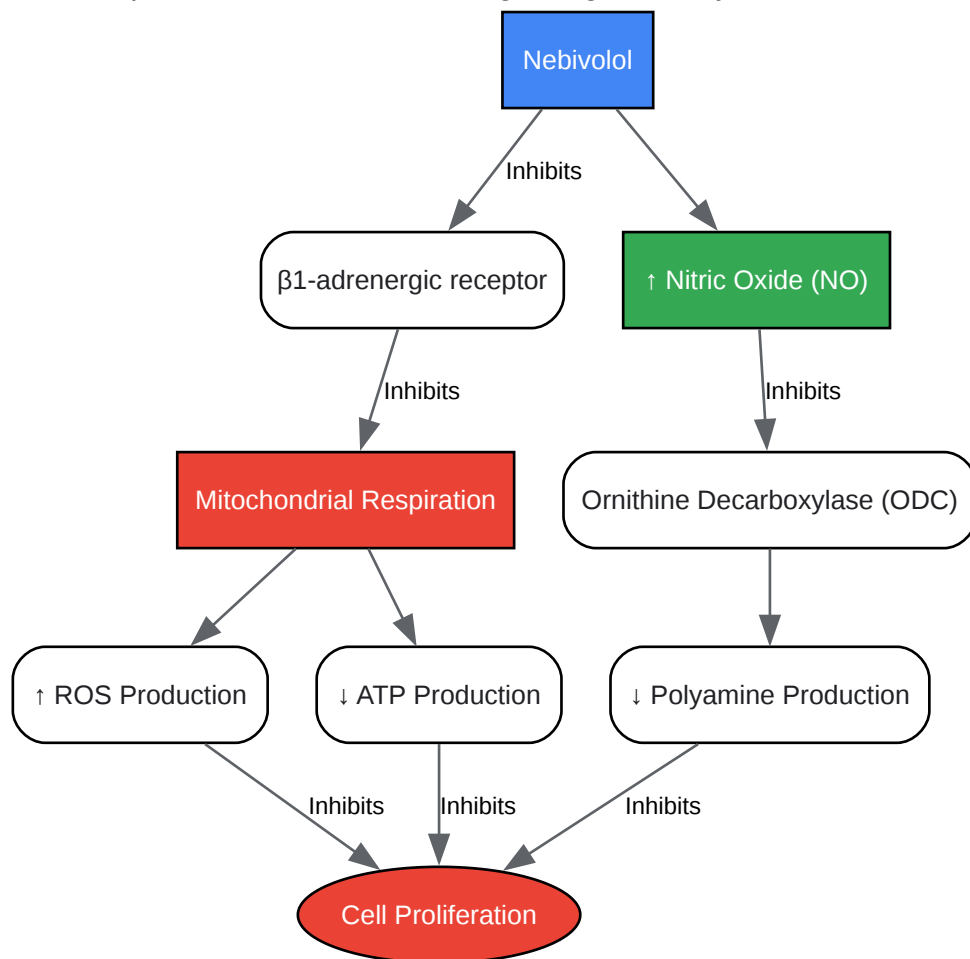 Nebivolol
Inhibits
β1-adrenergic receptor
↑ Nitric Oxide (NO)
Inhibits
Inhibits
Mitochondrial Respiration
Ornithine Decarboxylase (ODC)
↑ ROS Production
↓ ATP Production
↓ Polyamine Production
Inhibits
Inhibits
Inhibits
Cell Proliferation